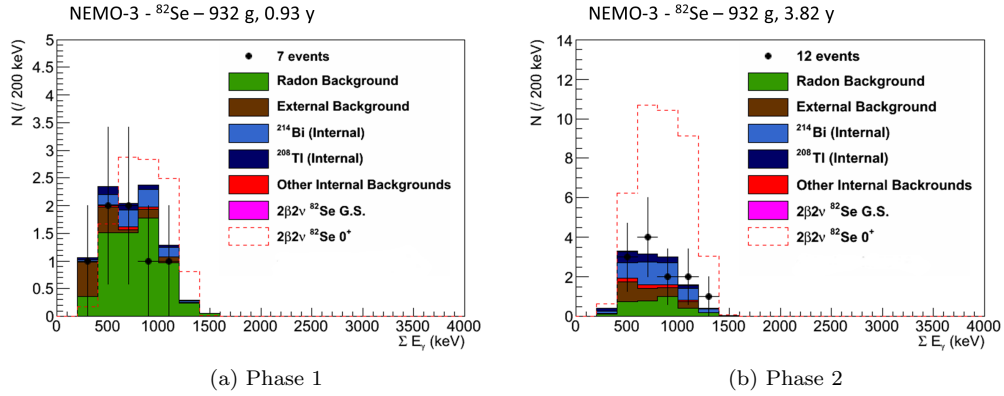 NEMO-3 - ⁸²Se – 932 g, 0.93 y
N (/ 200 keV)
5
4.5
4
3.5
3
2.5
2
1.5
1
0.5
0
7 events
Radon Background
External Background
²¹⁴Bi (Internal)
²⁰⁸Tl (Internal)
Other Internal Backgrounds
2β2ν ⁸²Se G.S.
2β2ν ⁸²Se 0⁺
0 500 1000 1500 2000 2500 3000 3500 4000
Σ E_γ (keV)
(a) Phase 1
NEMO-3 - ⁸²Se – 932 g, 3.82 y
N (/ 200 keV)
14
12
10
8
6
4
2
0
12 events
Radon Background
External Background
²¹⁴Bi (Internal)
²⁰⁸Tl (Internal)
Other Internal Backrounds
2β2ν ⁸²Se G.S.
2β2ν ⁸²Se 0⁺
0 500 1000 1500 2000 2500 3000 3500 4000
Σ E_γ (keV)
(b) Phase 2